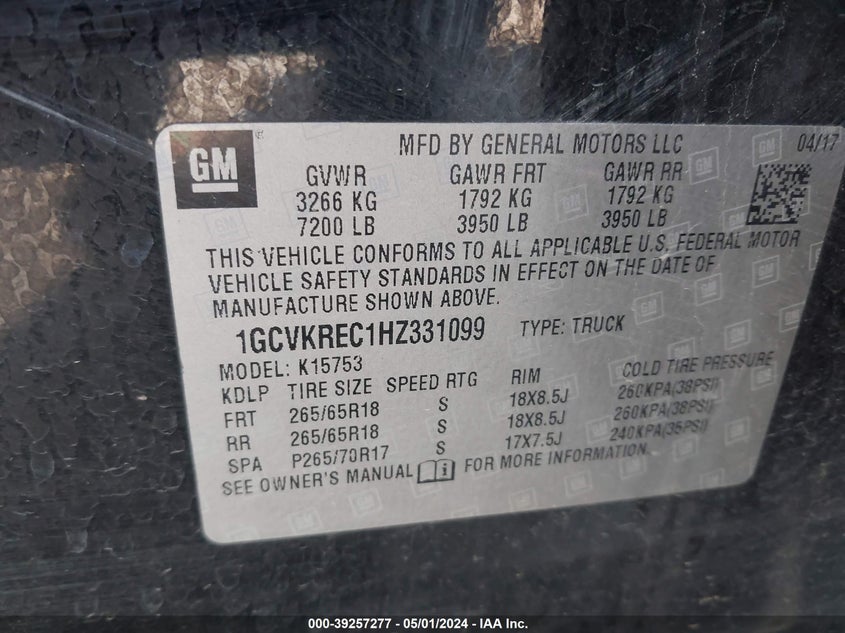 GM
MFD BY GENERAL MOTORS LLC 04/17
GVWR GAWR FRT GAWR RR
3266 KG 1792 KG 1792 KG
7200 LB 3950 LB 3950 LB
THIS VEHICLE CONFORMS TO ALL APPLICABLE U.S. FEDERAL MOTOR
VEHICLE SAFETY STANDARDS IN EFFECT ON THE DATE OF
MANUFACTURE SHOWN ABOVE.
1GCVKREC1HZ331099 TYPE: TRUCK
MODEL: K15753
KDLP TIRE SIZE SPEED RTG RIM COLD TIRE PRESSURE
FRT 265/65R18 S 18X8.5J 260KPA(38PSI)
RR 265/65R18 S 18X8.5J 260KPA(38PSI)
SPA P265/70R17 S 17X7.5J 240KPA(35PSI)
SEE OWNER'S MANUAL FOR MORE INFORMATION.
000-39257277 - 05/01/2024 - IAA Inc.